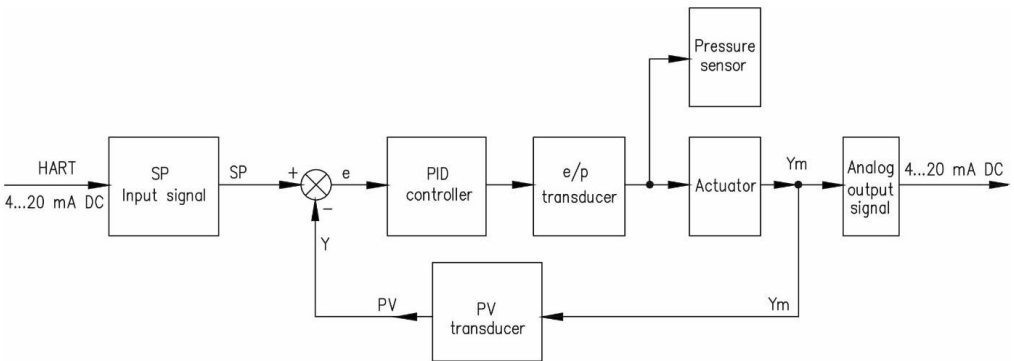 Pressure
sensor
HART
4...20 mA DC
SP
Input signal
SP
+
-
e
PID
controller
e/p
transducer
Actuator
Ym
Analog
output
signal
4...20 mA DC
Y
PV
PV
transducer
Ym